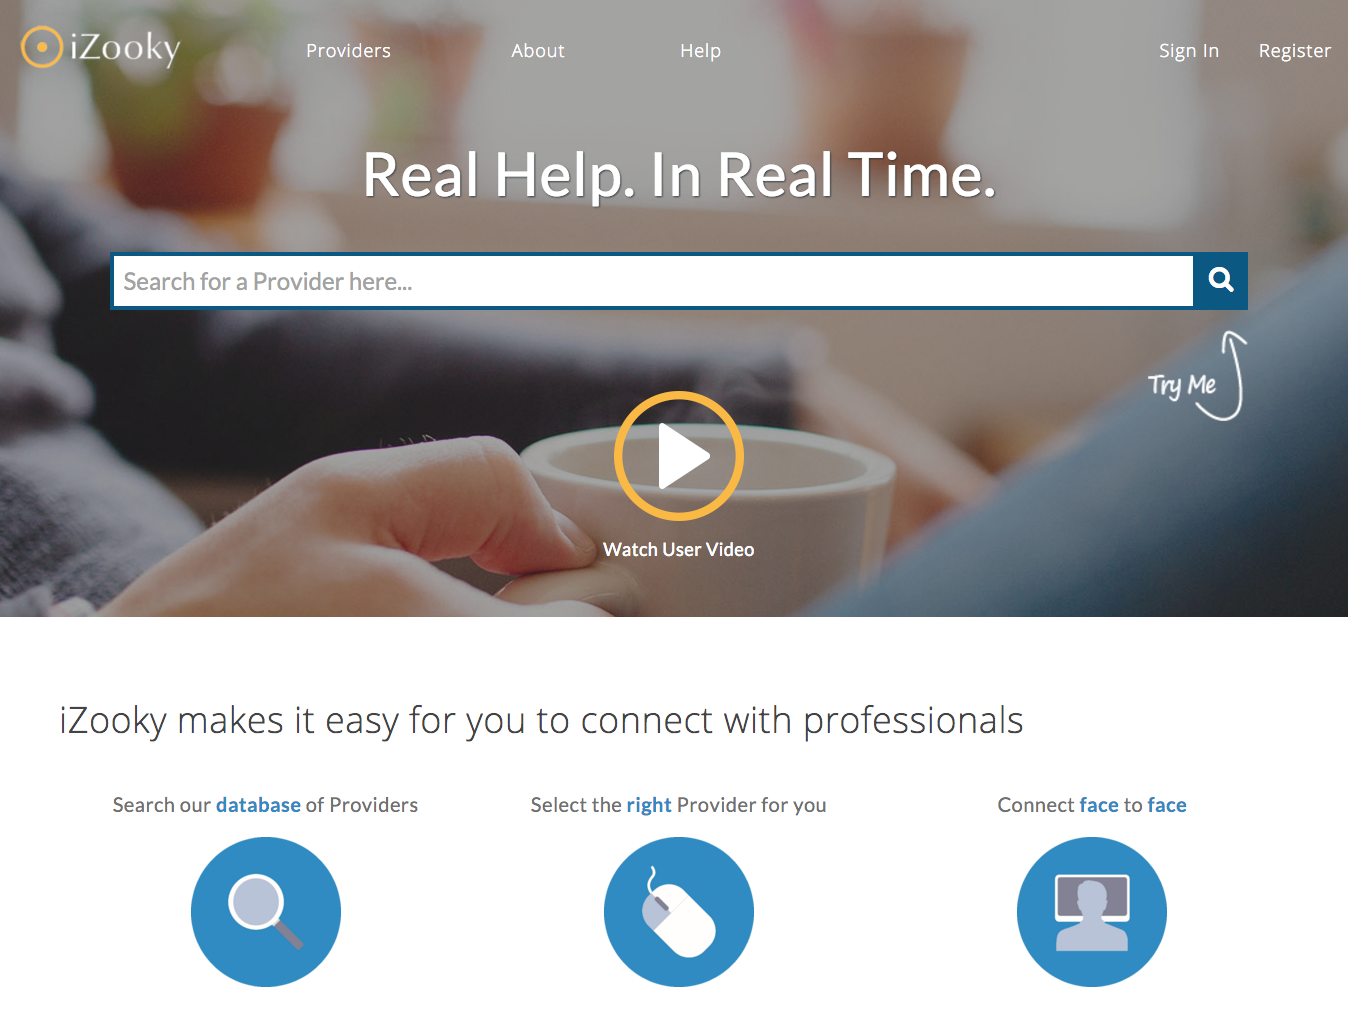 iZooky
Providers
About
Help
Sign In
Register
Real Help. In Real Time.
Search for a Provider here...
Try Me
Watch User Video
iZooky makes it easy for you to connect with professionals
Search our database of Providers
Select the right Provider for you
Connect face to face